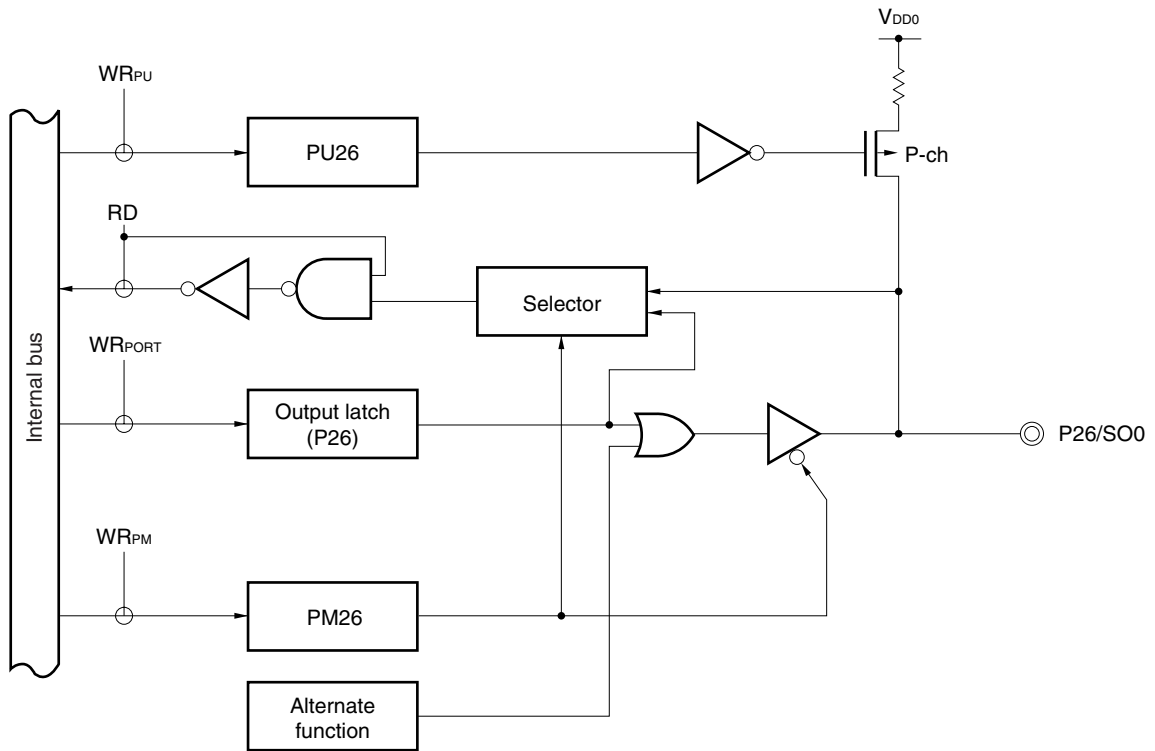 VDD0
WRPU
PU26
P-ch
RD
Selector
WRPORT
Internal bus
Output latch
(P26)
P26/SO0
WRPM
PM26
Alternate
function